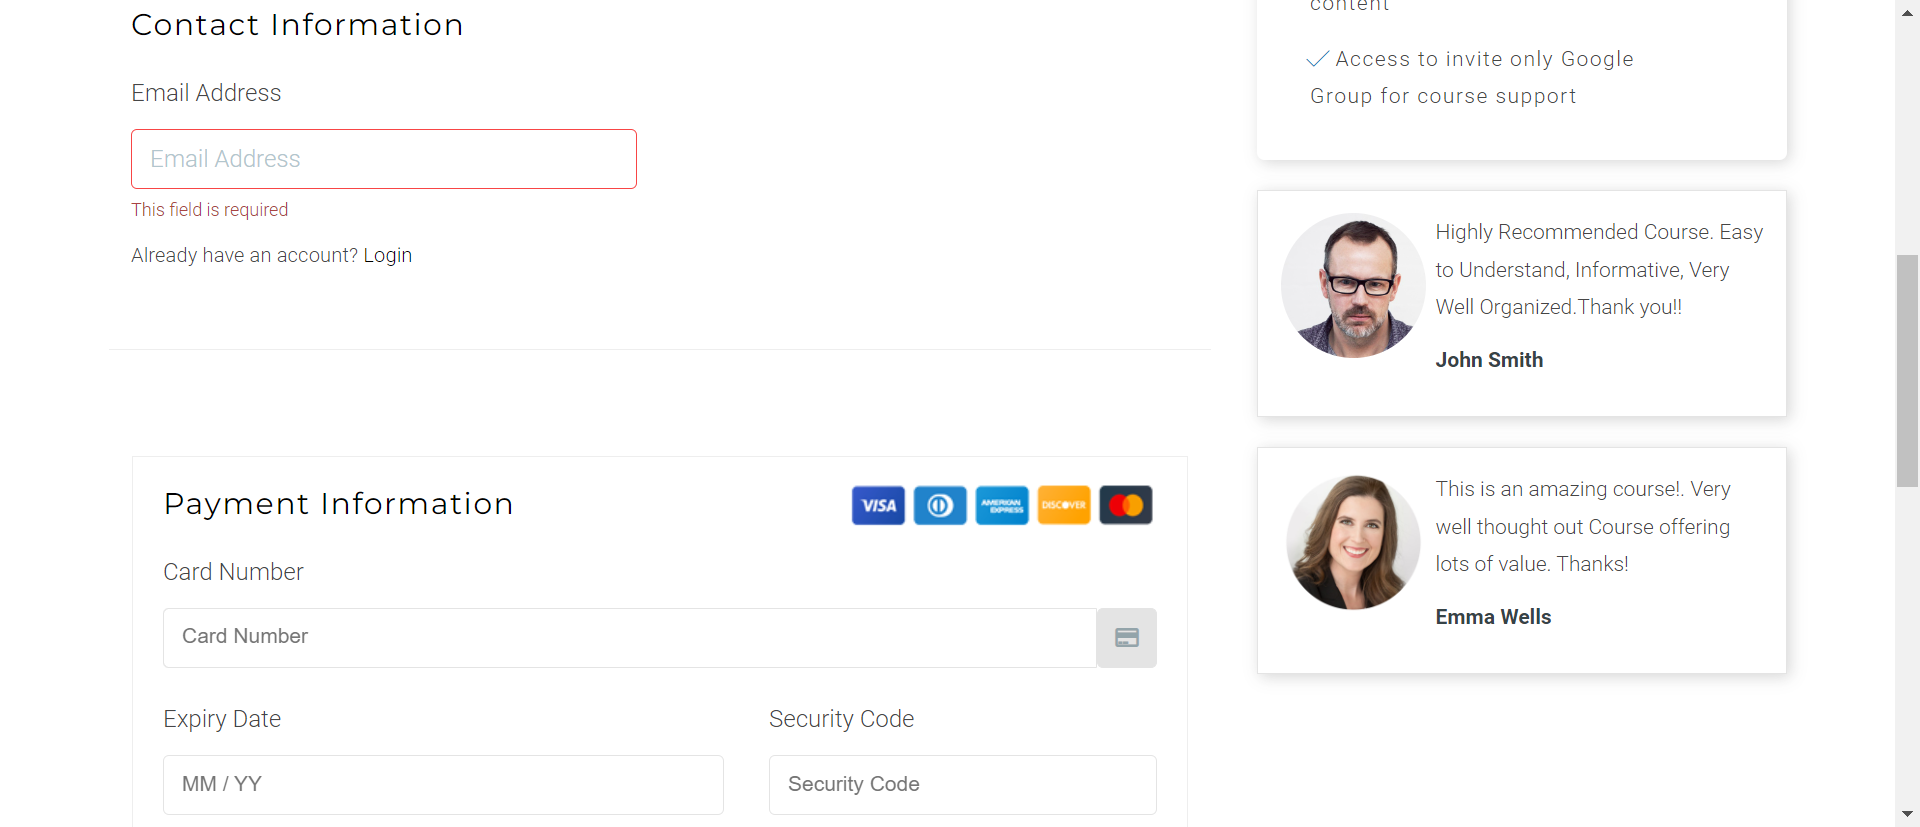 Contact Information
Email Address
Email Address
This field is required
Already have an account? Login
Payment Information
VISA
AMERICAN
EXPRESS
DISCOVER
Card Number
Card Number
Expiry Date
Security Code
MM / YY
Security Code
content
Access to invite only Google
Group for course support
Highly Recommended Course. Easy
to Understand, Informative, Very
Well Organized.Thank you!!
John Smith
This is an amazing course!. Very
well thought out Course offering
lots of value. Thanks!
Emma Wells